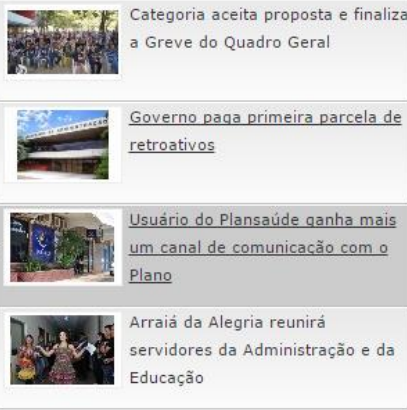 Categoria aceita proposta e finaliza
a Greve do Quadro Geral
Governo paga primeira parcela de
retroativos
Usuário do Plansaúde ganha mais
um canal de comunicação com o
Plano
Arraiá da Alegria reunirá
servidores da Administração e da
Educação